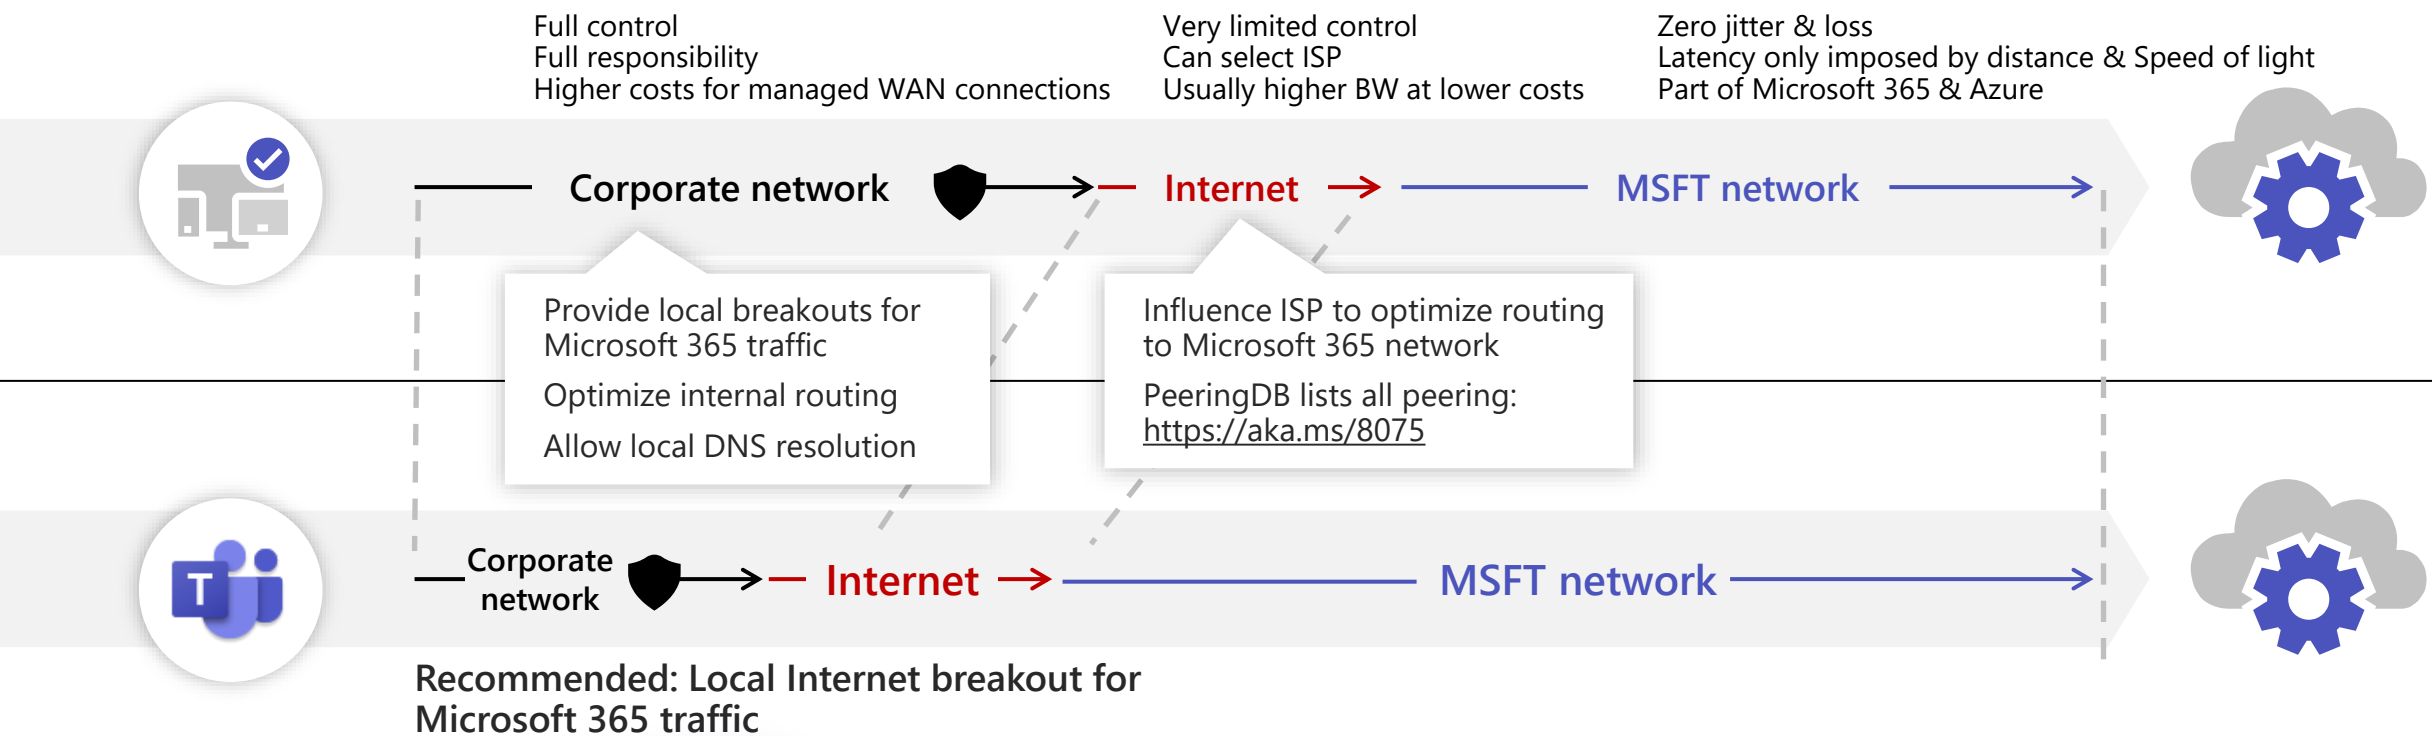 Full control
Full responsibility
Higher costs for managed WAN connections
Very limited control
Can select ISP
Usually higher BW at lower costs
Zero jitter & loss
Latency only imposed by distance & Speed of light
Part of Microsoft 365 & Azure
Corporate network
Internet
MSFT network
Provide local breakouts for
Microsoft 365 traffic
Optimize internal routing
Allow local DNS resolution
Influence ISP to optimize routing
to Microsoft 365 network
PeeringDB lists all peering:
https://aka.ms/8075
T
Corporate
network
Internet
MSFT network
Recommended: Local Internet breakout for
Microsoft 365 traffic